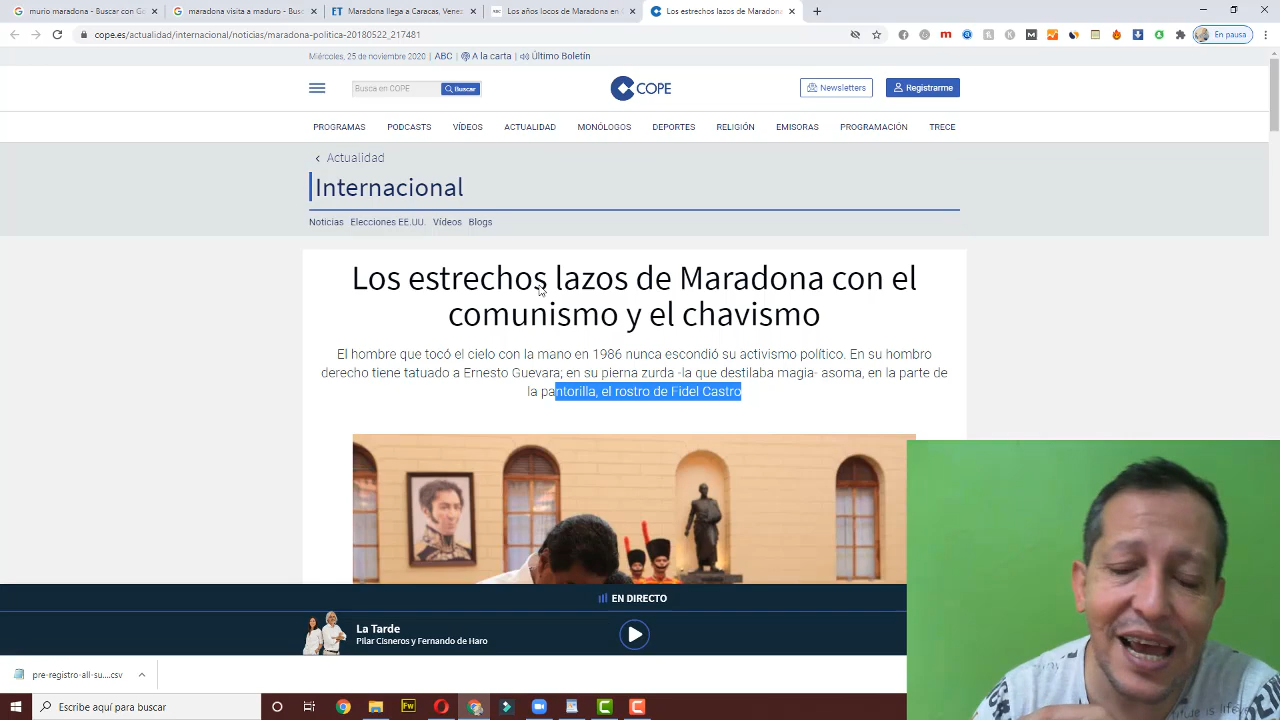 murio maradona - Buscar con Go
maradona visita a maduro - Busc
ET Maradona llega a Caracas, Venez
ABC Los años locos de Maradona en C
Los estrechos lazos de Maradona
cope.es/actualidad/internacional/noticias/maradona-politica-20180522_217481
En pausa
Miércoles, 25 de noviembre 2020 | ABC | A la carta | Último Boletín
Busca en COPE
Buscar
COPE
Newsletters
Registrarme
PROGRAMAS PODCASTS VÍDEOS ACTUALIDAD MONÓLOGOS DEPORTES RELIGIÓN EMISORAS PROGRAMACIÓN TRECE
Actualidad
Internacional
Noticias Elecciones EE.UU. Vídeos Blogs
Los estrechos lazos de Maradona con el
comunismo y el chavismo
El hombre que tocó el cielo con la mano en 1986 nunca escondió su activismo político. En su hombro
derecho tiene tatuado a Ernesto Guevara; en su pierna zurda -la que destilaba magia- asoma, en la parte de
la pantorilla, el rostro de Fidel Castro
EN DIRECTO
La Tarde
Pilar Cisneros y Fernando de Haro
pre-registro-all-su....csv
Escribe aquí para buscar
Fw